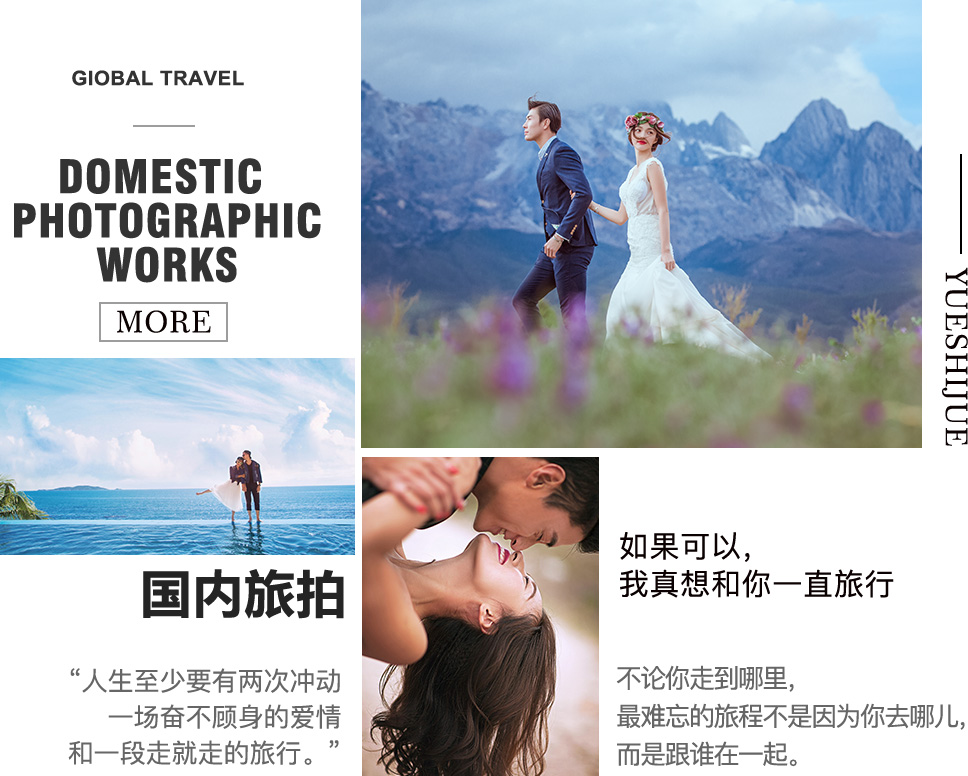 GIOBAL TRAVEL
DOMESTIC
PHOTOGRAPHIC
WORKS
MORE
YUESHIJUE
国内旅拍
“人生至少要有两次冲动
一场奋不顾身的爱情
和一段走就走的旅行。”
如果可以，
我真想和你一直旅行
不论你走到哪里，
最难忘的旅程不是因为你去哪儿，
而是跟谁在一起。